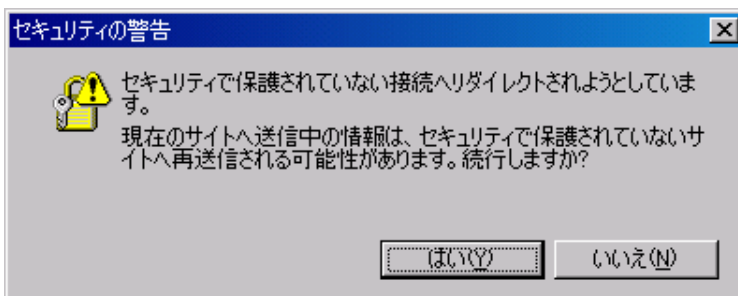 セキュリティの警告
セキュリティで保護されていない接続へリダイレクトされようとしていま
す。
現在のサイトへ送信中の情報は、セキュリティで保護されていないサ
イトへ再送信される可能性があります。続行しますか?
はい(Y)
いいえ(N)